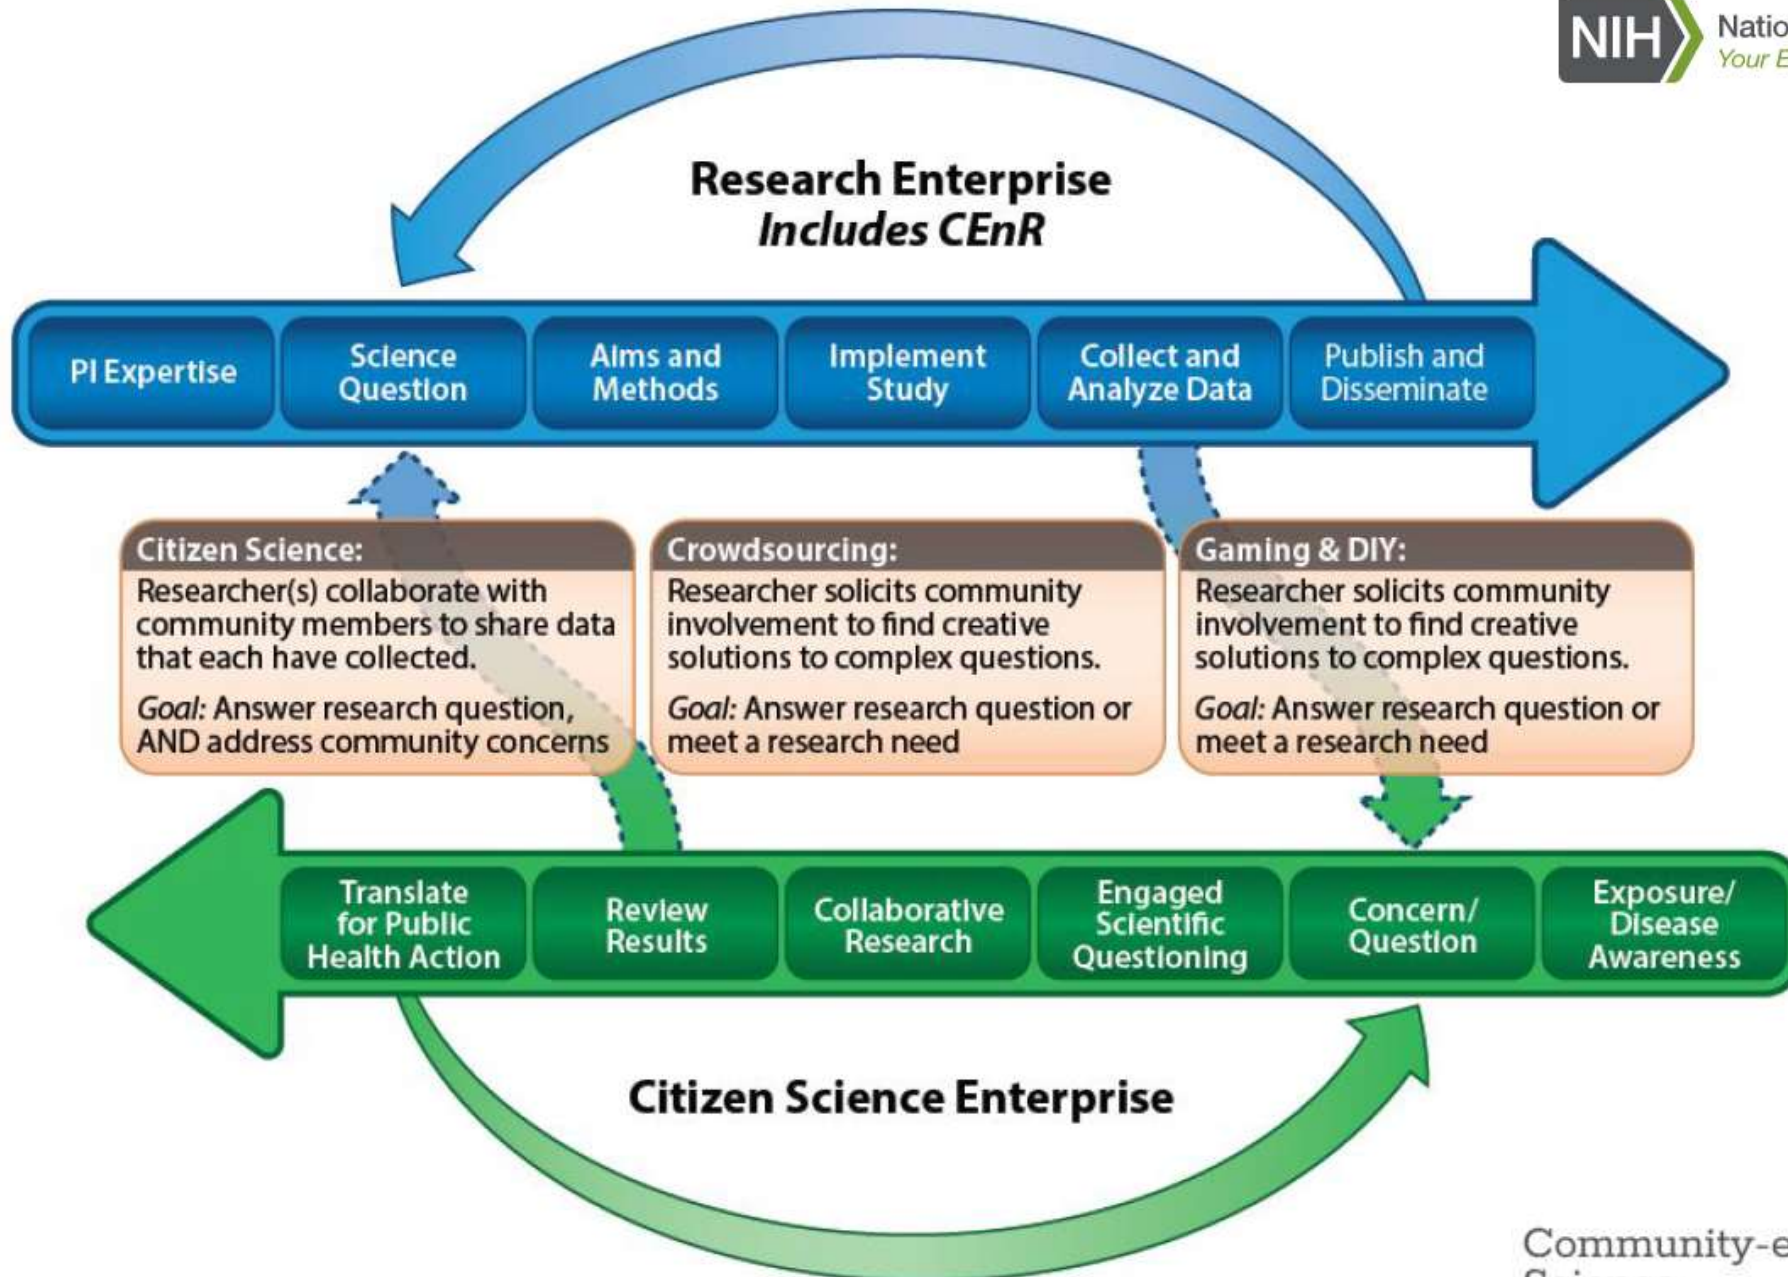 NIH
Your
Research Enterprise
Includes CEnR
PI Expertise
Science
Question
Aims and
Methods
Implement
Study
Collect and
Analyze Data
Publish and
Disseminate
Citizen Science:
Researcher(s) collaborate with
community members to share data
that each have collected.
Goal: Answer research question,
AND address community concerns
Crowdsourcing:
Researcher solicits community
involvement to find creative
solutions to complex questions.
Goal: Answer research question or
meet a research need
Gaming & DIY:
Researcher solicits community
involvement to find creative
solutions to complex questions.
Goal: Answer research question or
meet a research need
Translate
for Public
Health Action
Review
Results
Collaborative
Research
Engaged
Scientific
Questioning
Concern/
Question
Exposure/
Disease
Awareness
Citizen Science Enterprise
Community-e